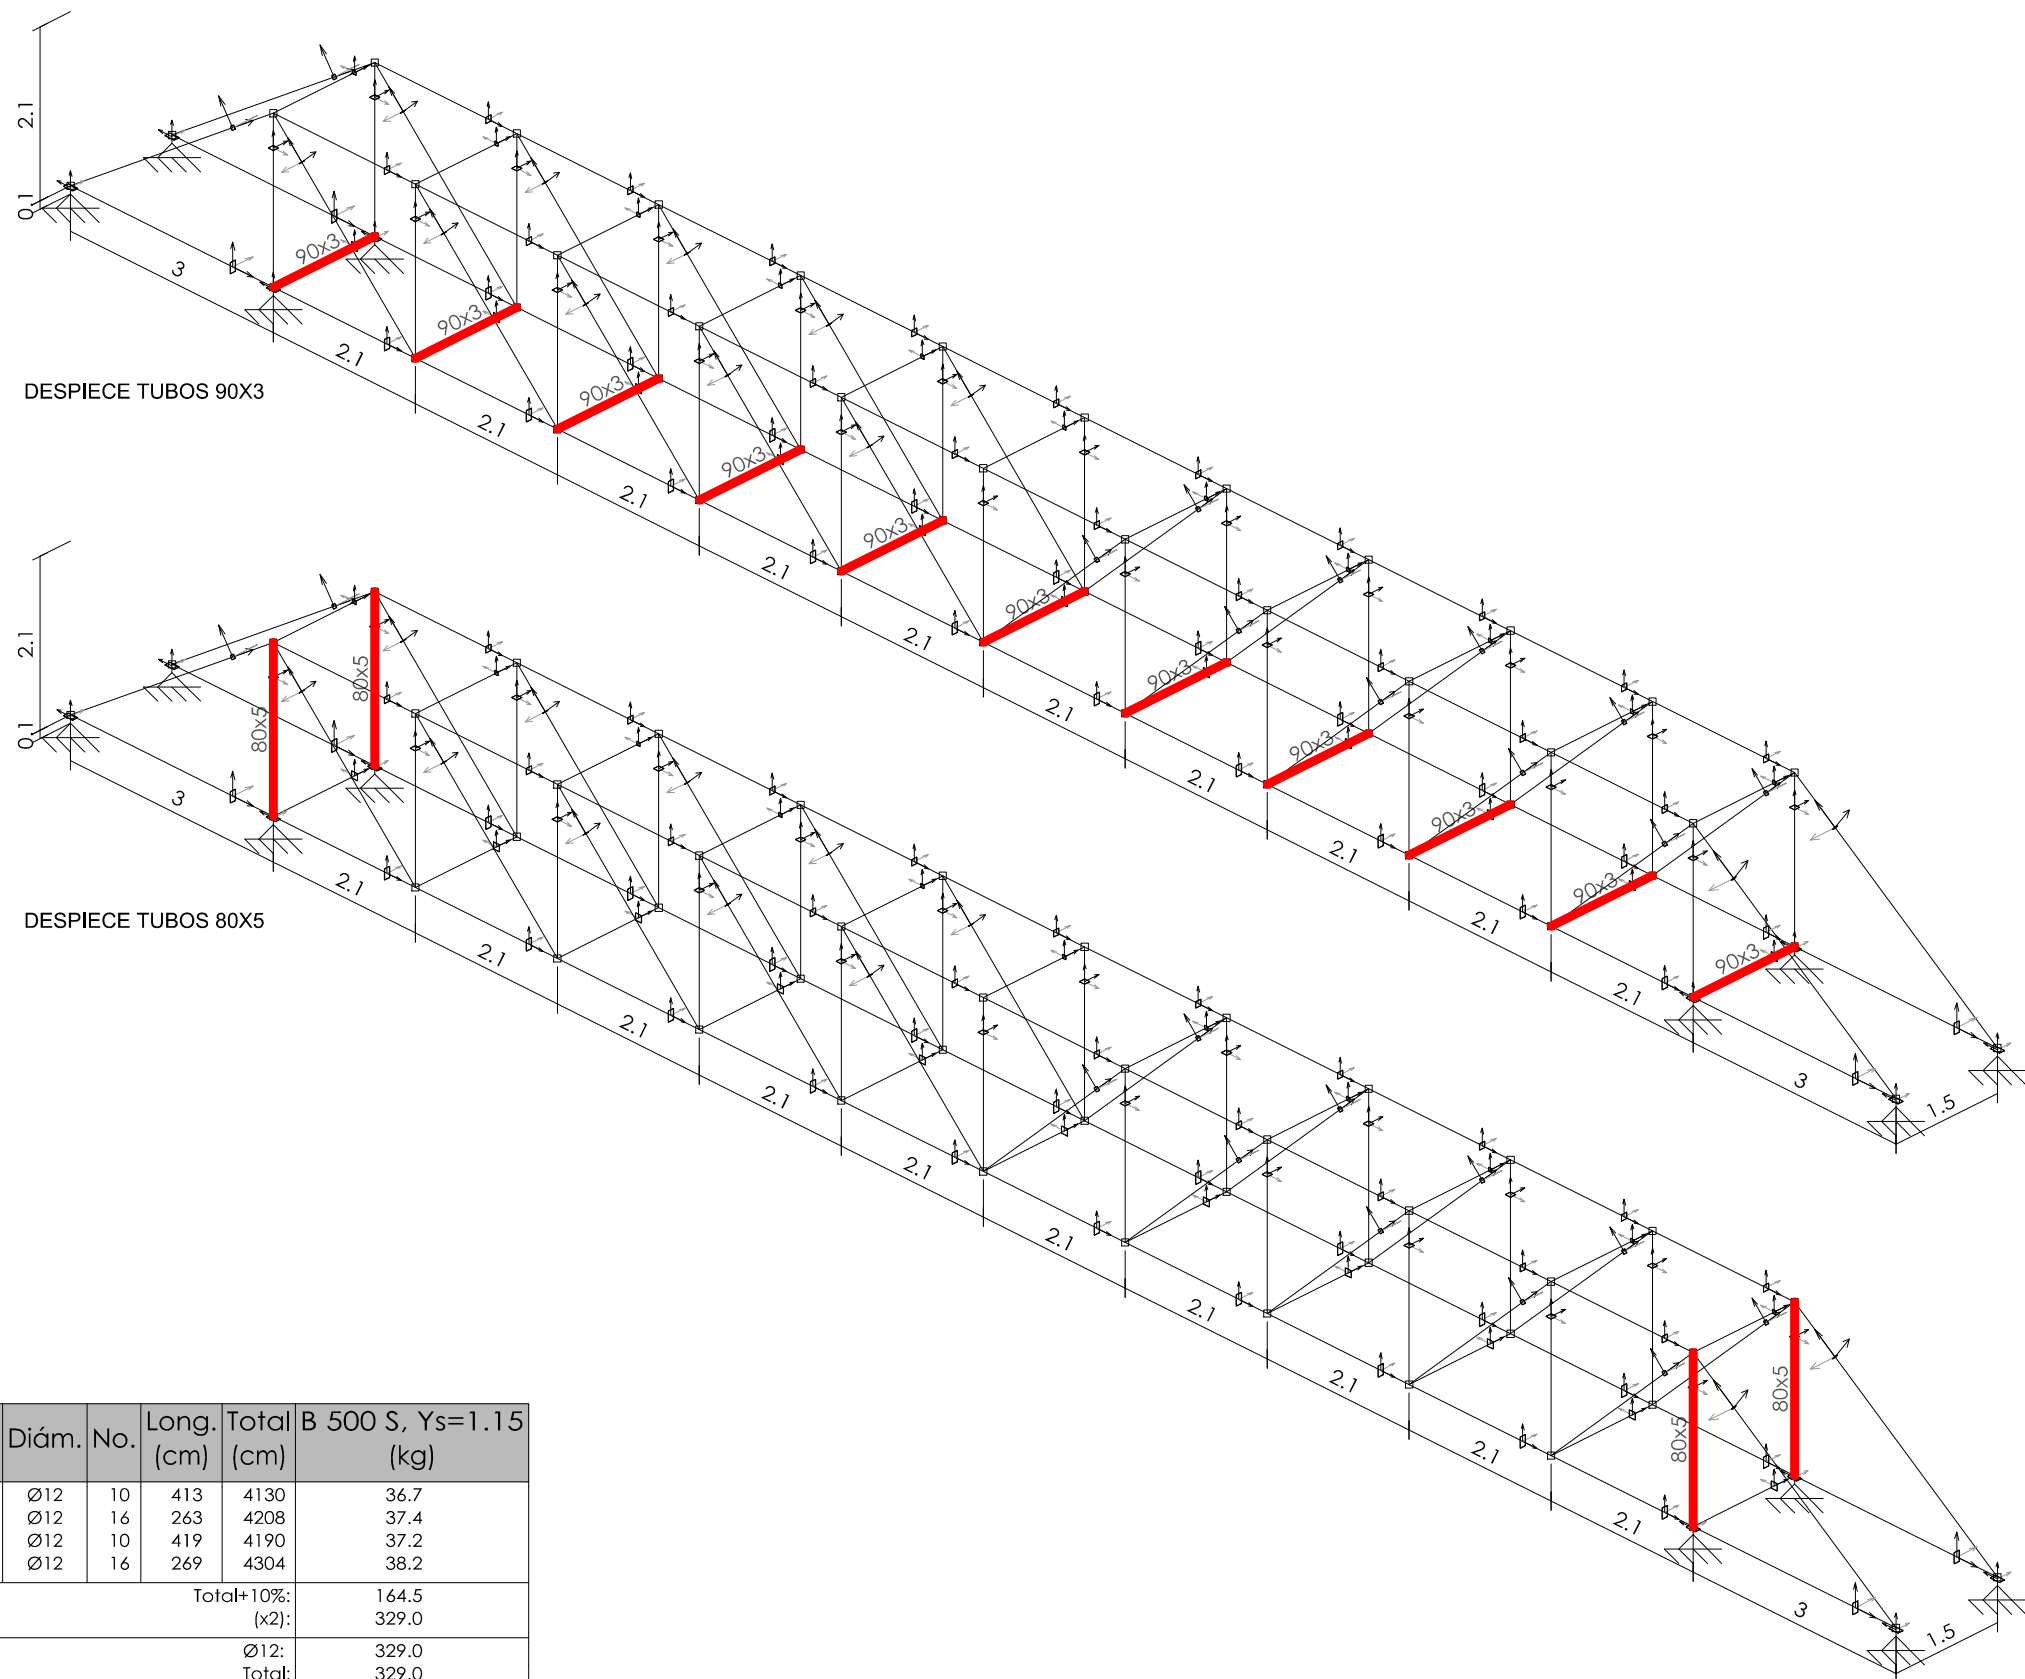 2.1
0.1
90x3
3
90x3
2.1
90x3
2.1
90x3
2.1
90x3
2.1
90x3
2.1
90x3
2.1
90x3
2.1
90x3
2.1
90x3
2.1
90x3
2.1
3
1.5
DESPIECE TUBOS 90X3
2.1
0.1
80x5
80x5
3
2.1
2.1
2.1
2.1
2.1
2.1
2.1
2.1
2.1
2.1
80x5
80x5
3
1.5
DESPIECE TUBOS 80X5
Diám. No. Long. (cm) Total (cm) B 500 S, Ys=1.15 (kg)
Ø12 10 413 4130 36.7
Ø12 16 263 4208 37.4
Ø12 10 419 4190 37.2
Ø12 16 269 4304 38.2
Total+10%: 164.5
(x2): 329.0
Ø12: 329.0
Total: 329.0